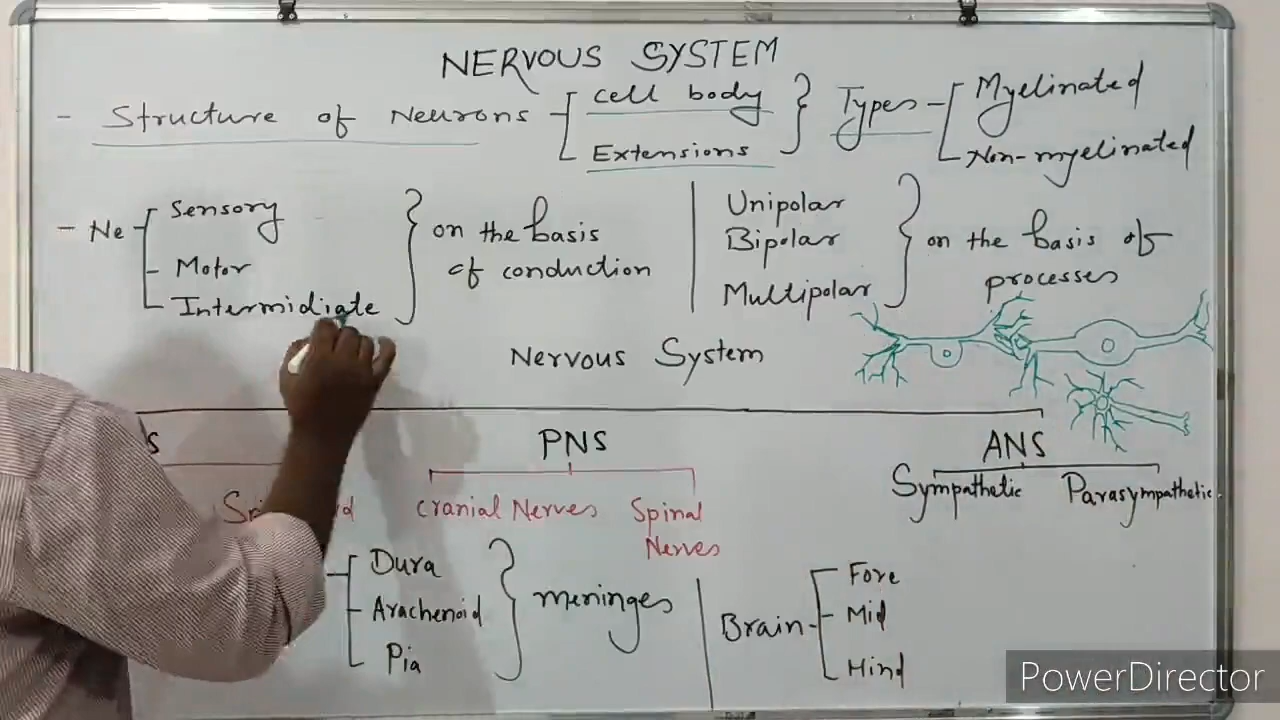 NERVOUS SYSTEM
- Structure of Neurons - Cell body Types - Myelinated
Extensions Non-myelinated
- Ne Sensory on the basis Unipolar on the basis of
Motor of conduction Bipolar processes
Intermidiate Multipolar
Nervous System
S PNS ANS
cranial Nerves Spinal Nerves Sympathetic Parasympathetic.
Dura meninges Brain - Fore
Arachenoid Mid
Pia Hind
PowerDirector